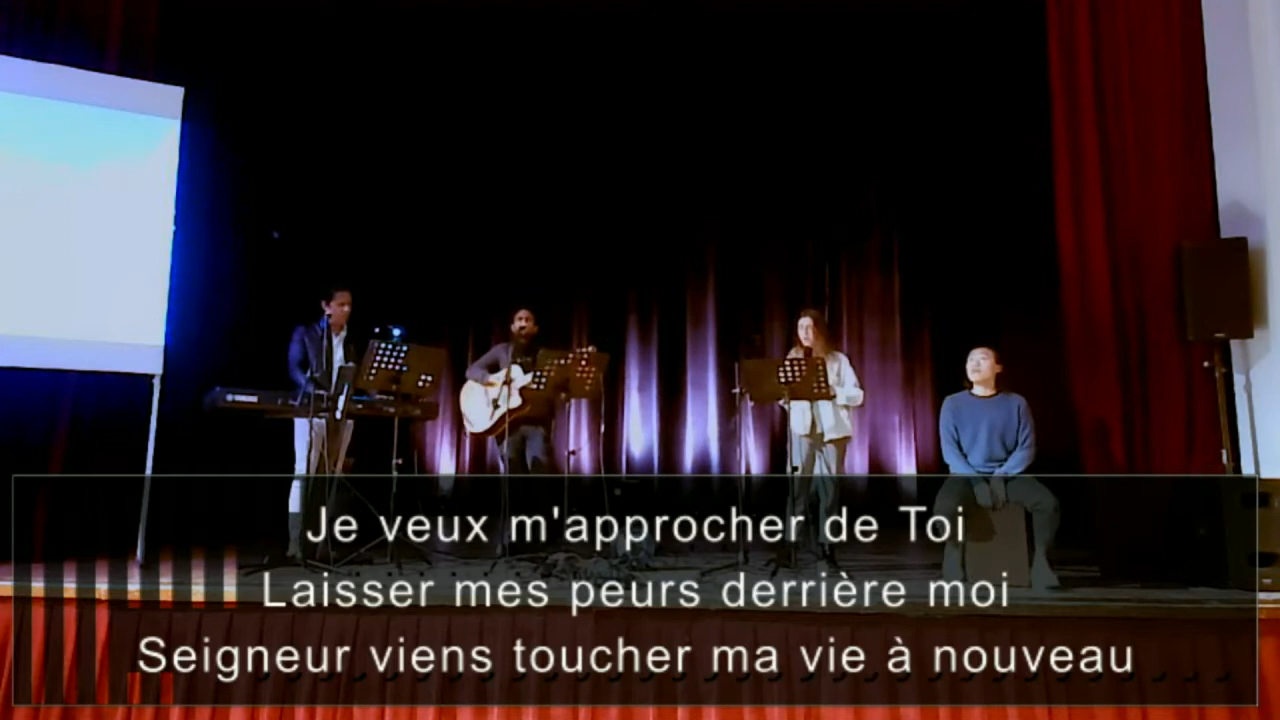 Je veux m'approcher de Toi
Laisser mes peurs derrière moi
Seigneur viens toucher ma vie à nouveau